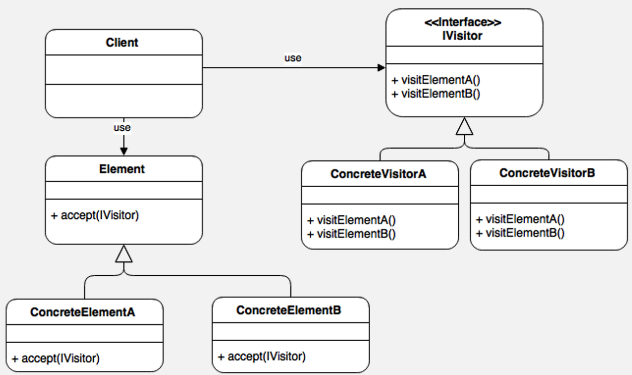 Client
use
<<Interface>>
IVisitor
+ visitElementA()
+ visitElementB()
use
Element
+ accept(IVisitor)
ConcreteVisitorA
+ visitElementA()
+ visitElementB()
ConcreteVisitorB
+ visitElementA()
+ visitElementB()
ConcreteElementA
+ accept(IVisitor)
ConcreteElementB
+ accept(IVisitor)